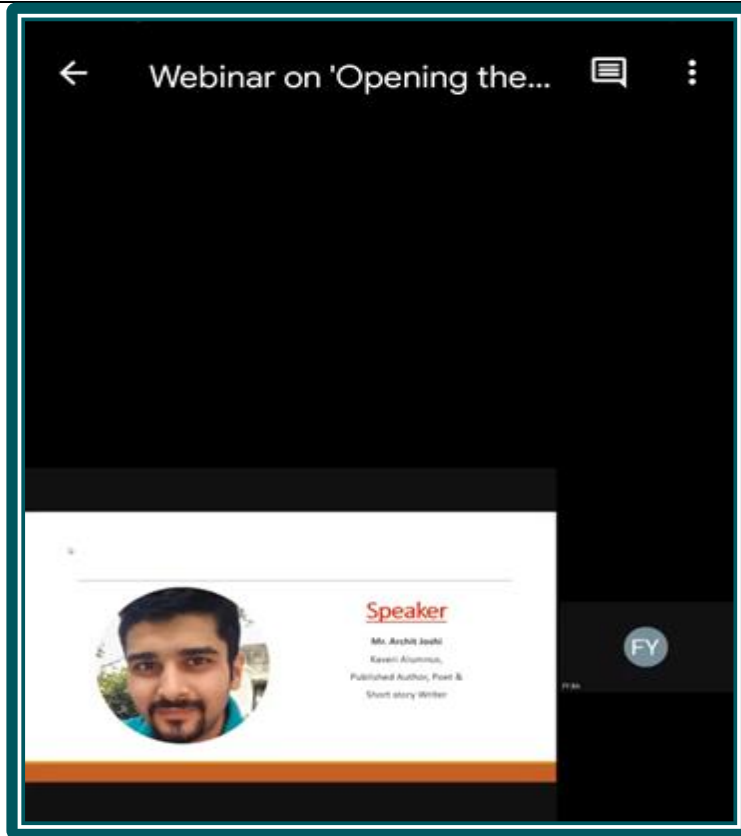 Webinar on 'Opening the...
Speaker
Mr. Archit Joshi
Kaveri Alumnus,
Published Author, Poet &
Short story Writer
FY